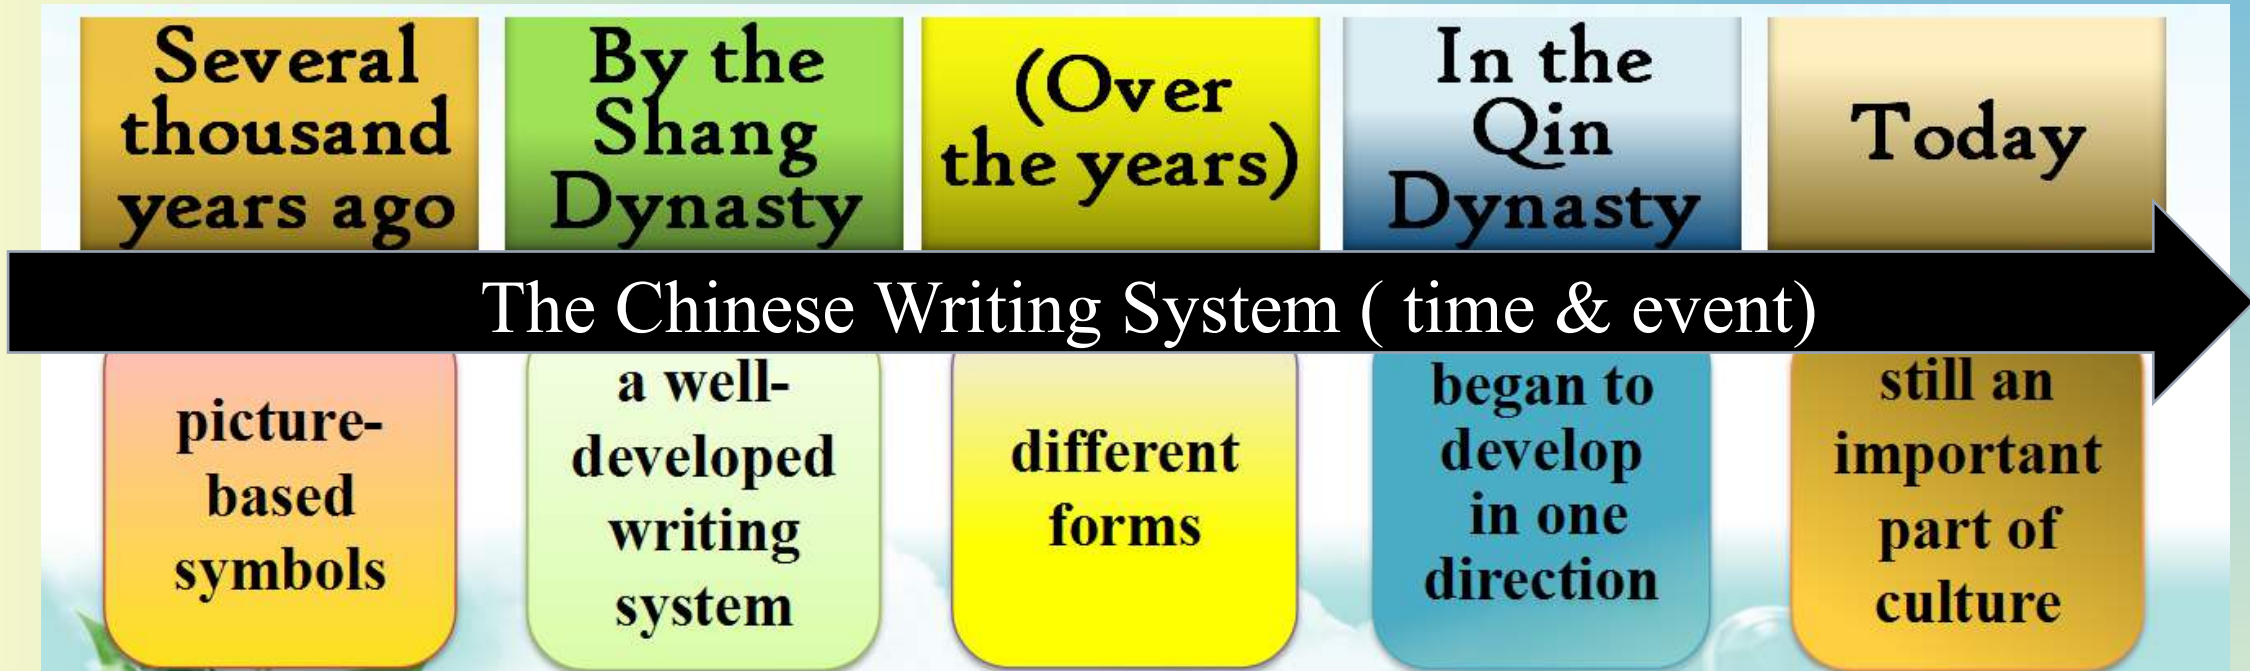 Several
thousand
years ago
By the
Shang
Dynasty
(Over
the years)
In the
Qin
Dynasty
Today
The Chinese Writing System ( time & event)
picture-
based
symbols
a well-
developed
writing
system
different
forms
began to
develop
in one
direction
still an
important
part of
culture